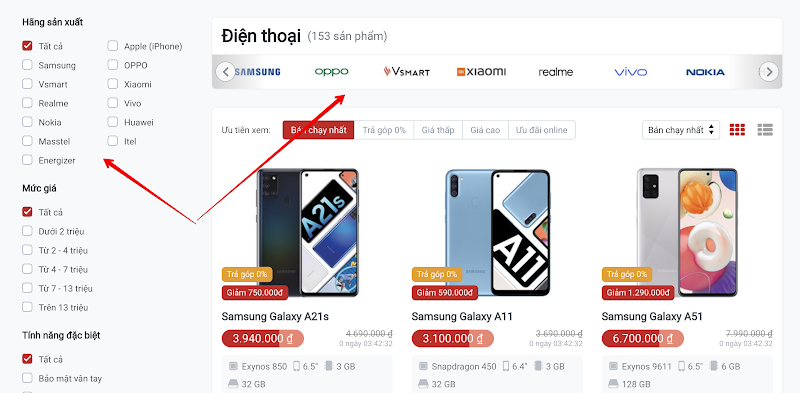 Hãng sản xuất
Tất cả
Apple (iPhone)
Samsung
OPPO
Vsmart
Xiaomi
Realme
Vivo
Nokia
Huawei
Masstel
Itel
Energizer
Mức giá
Tất cả
Dưới 2 triệu
Từ 2 - 4 triệu
Từ 4 - 7 triệu
Từ 7 - 13 triệu
Trên 13 triệu
Tính năng đặc biệt
Tất cả
Bảo mật vân tay
Điện thoại (153 sản phẩm)
SAMSUNG oppo VSMART xiaomi realme vivo NOKIA
Ưu tiên xem: Bán chạy nhất Trả góp 0% Giá thấp Giá cao Ưu đãi online Bán chạy nhất
A21s
SAMSUNG
Trả góp 0%
Giảm 750.000đ
Samsung Galaxy A21s
3.940.000 ₫ 4.690.000 ₫
0 ngày 03:42:32
Exynos 850 6.5" 3 GB
32 GB
A11
SAMSUNG
Trả góp 0%
Giảm 590.000đ
Samsung Galaxy A11
3.100.000 ₫ 3.690.000 ₫
0 ngày 03:42:32
Snapdragon 450 6.4" 3 GB
32 GB
Trả góp 0%
Giảm 1.290.000đ
Samsung Galaxy A51
6.700.000 ₫ 7.990.000 ₫
0 ngày 03:42:32
Exynos 9611 6.5" 6 GB
128 GB